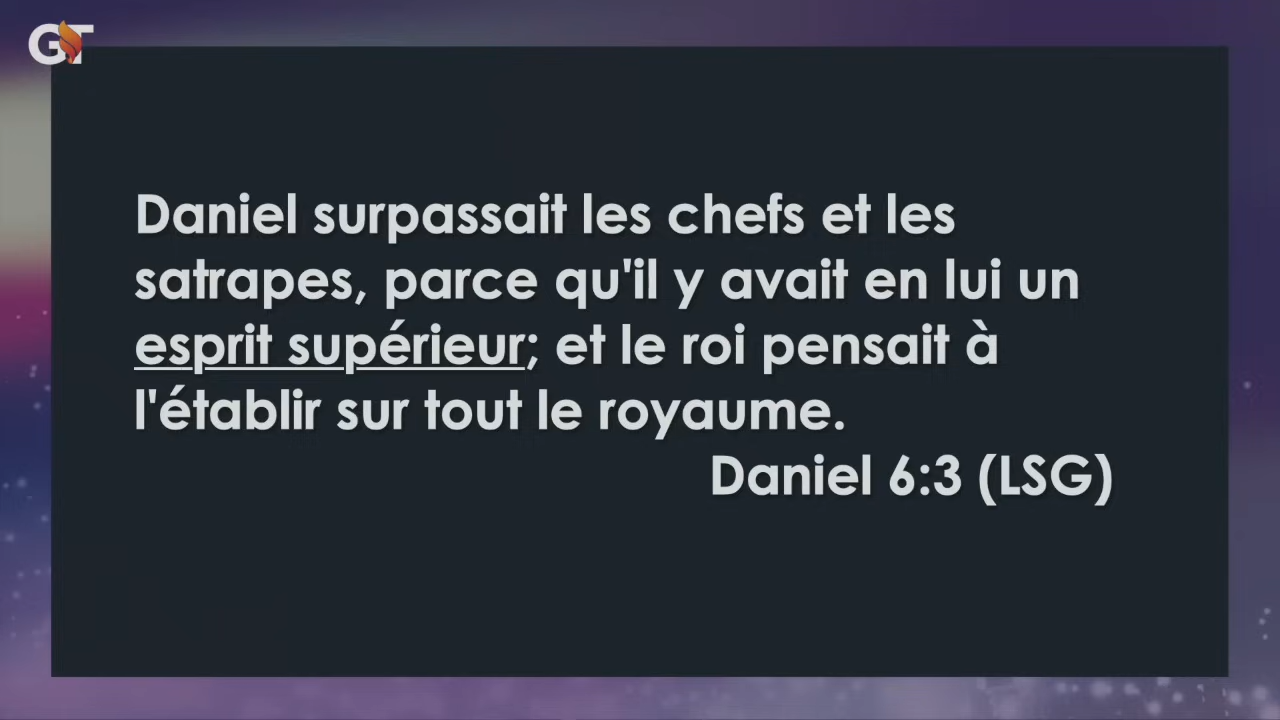 GT
Daniel surpassait les chefs et les
satrapes, parce qu'il y avait en lui un
esprit supérieur; et le roi pensait à
l'établir sur tout le royaume.
Daniel 6:3 (LSG)